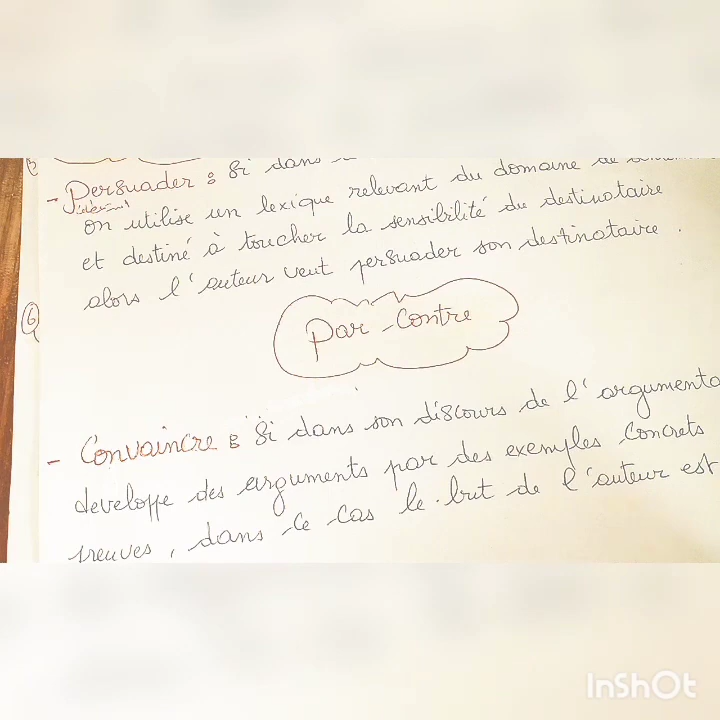 - Persuader : Si dans
on utilise un lexique relevant du domaine de
et destiné à toucher la sensibilité du destinataire
alors l'auteur veut persuader son destinataire.
6
Par-Contre
- Convaincre : Si dans son discours de l'argumenta
developpe des arguments par des exemples concrets
preuves, dans ce cas le but de l'auteur est
InShOt